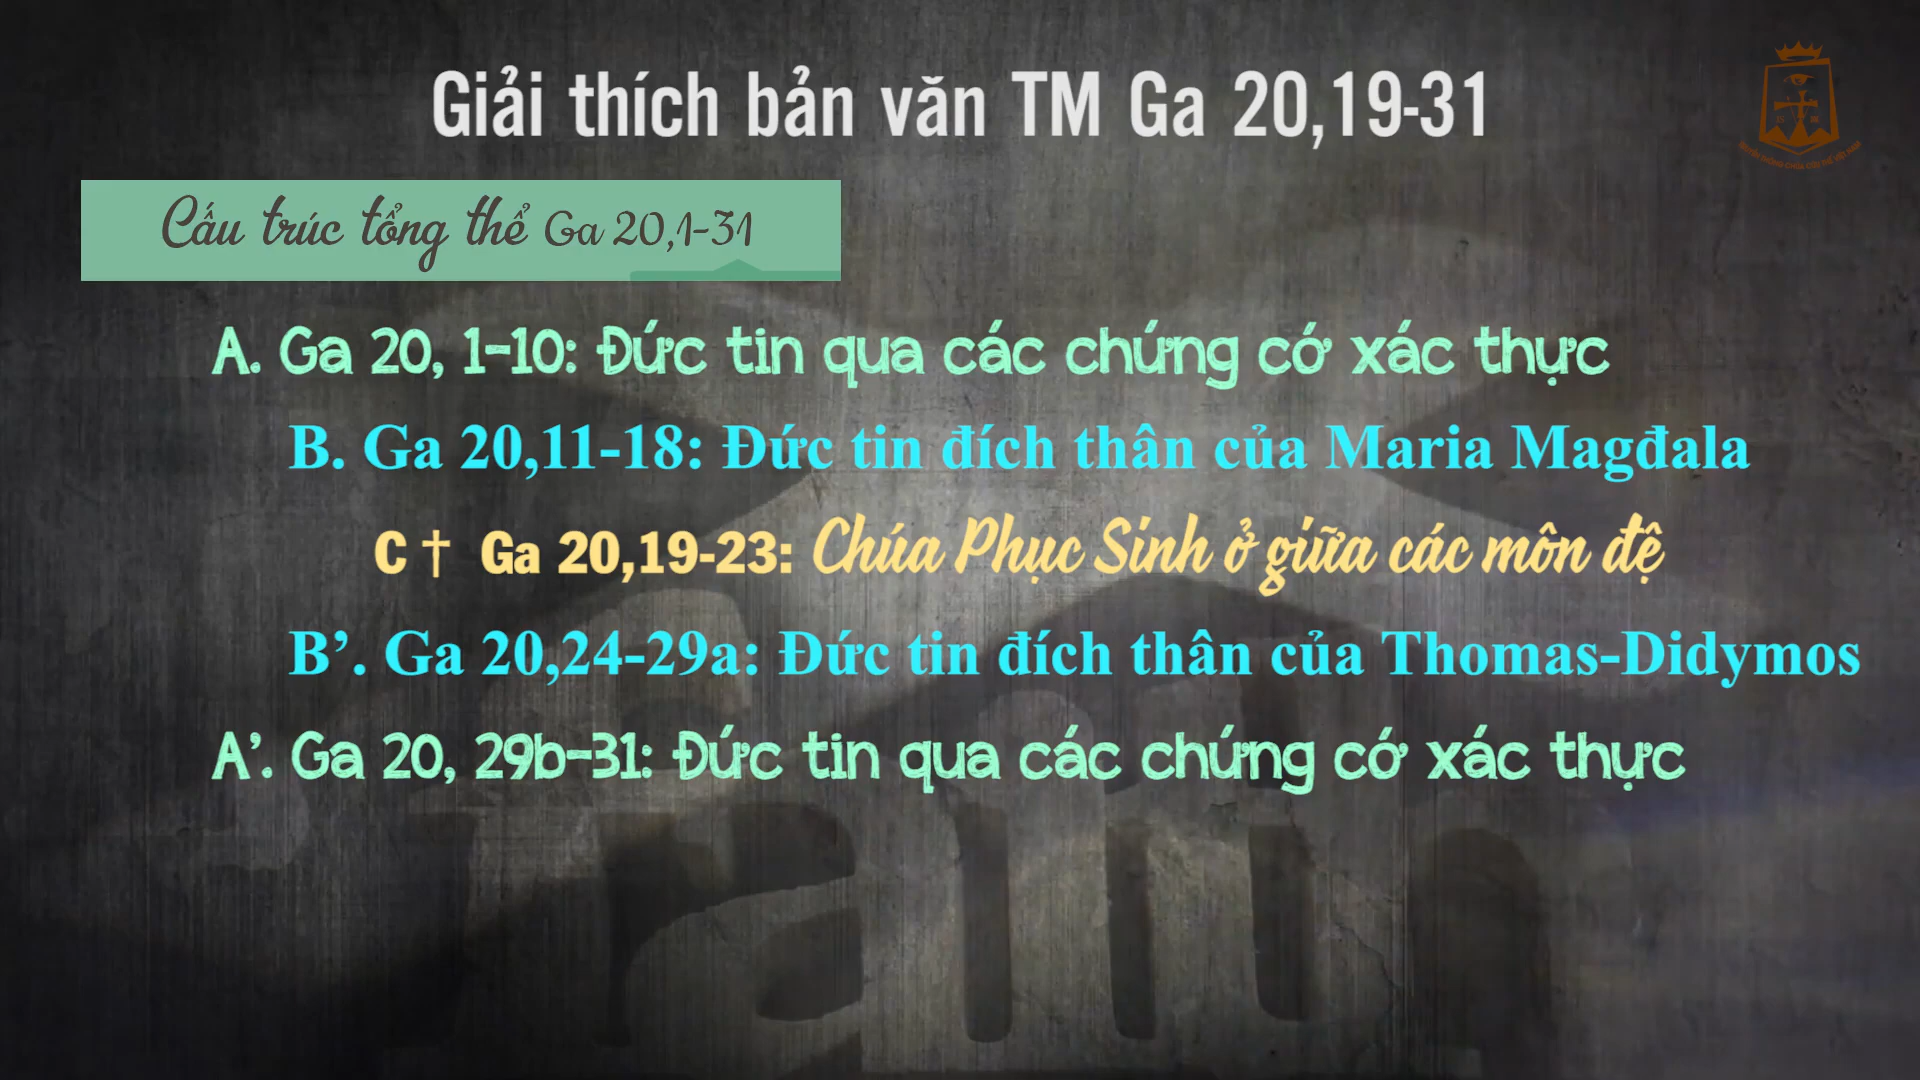 Giải thích bản văn TM Ga 20,19-31
Cấu trúc tổng thể Ga 20,1-31
A. Ga 20, 1-10: Đức tin qua các chứng cớ xác thực
B. Ga 20,11-18: Đức tin đích thân của Maria Magđala
C † Ga 20,19-23: Chúa Phục Sinh ở giữa các môn đệ
B’. Ga 20,24-29a: Đức tin đích thân của Thomas-Didymos
A’. Ga 20, 29b-31: Đức tin qua các chứng cớ xác thực